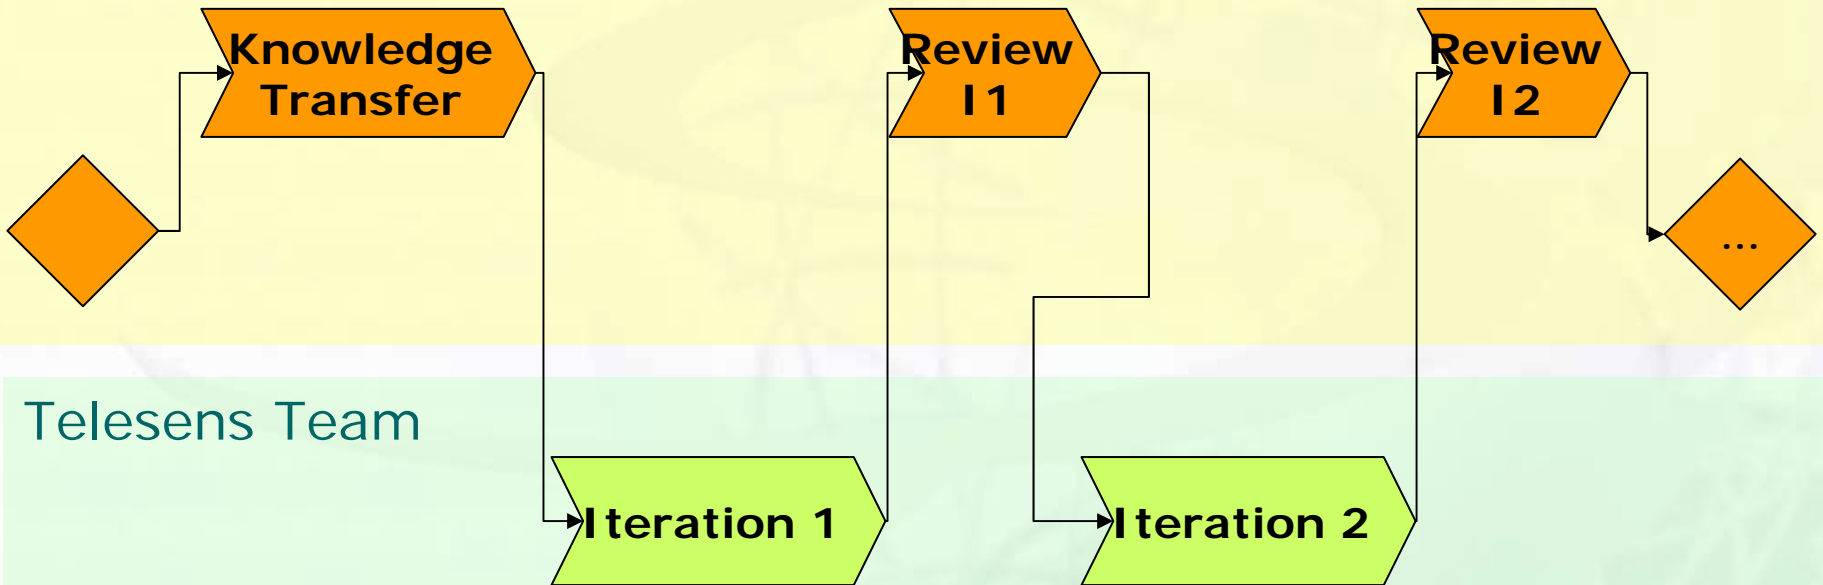 Knowledge
Transfer
Review
I1
Review
I2
...
Telesens Team
Iteration 1
Iteration 2